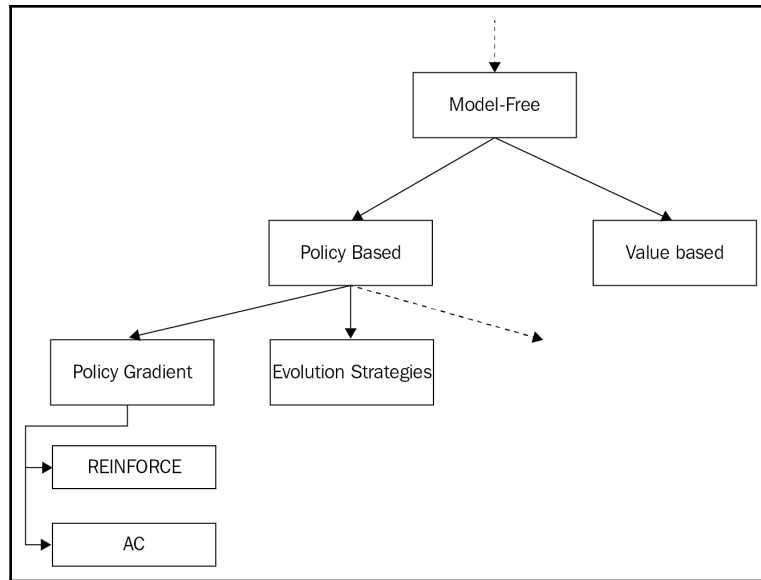 Model-Free
Policy Based
Value based
Policy Gradient
Evolution Strategies
REINFORCE
AC